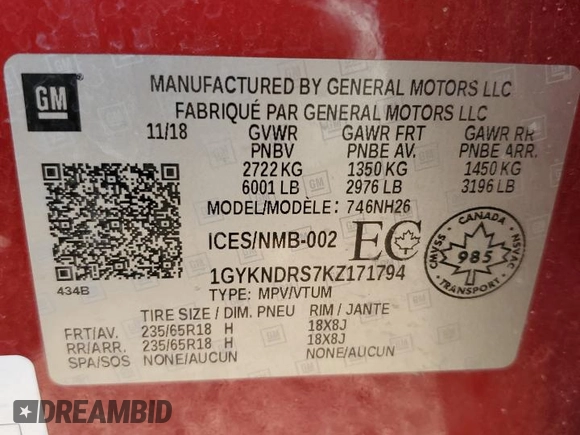 GM
MANUFACTURED BY GENERAL MOTORS LLC
FABRIQUÉ PAR GENERAL MOTORS LLC
11/18 GVWR GAWR FRT GAWR RR
PNBV PNBE AV. PNBE ARR.
2722 KG 1350 KG 1450 KG
6001 LB 2976 LB 3196 LB
MODEL/MODÈLE: 746NH26
ICES/NMB-002 EC
CANADA
CMVSS 985 NSVAC
1GYKNDRS7KZ171794
434B
TYPE: MPV/VTUM
TIRE SIZE / DIM. PNEU RIM / JANTE
FRT/AV. 235/65R18 H 18X8J
RR/ARR. 235/65R18 H 18X8J
SPA/SOS NONE/AUCUN NONE/AUCUN
DREAMBID